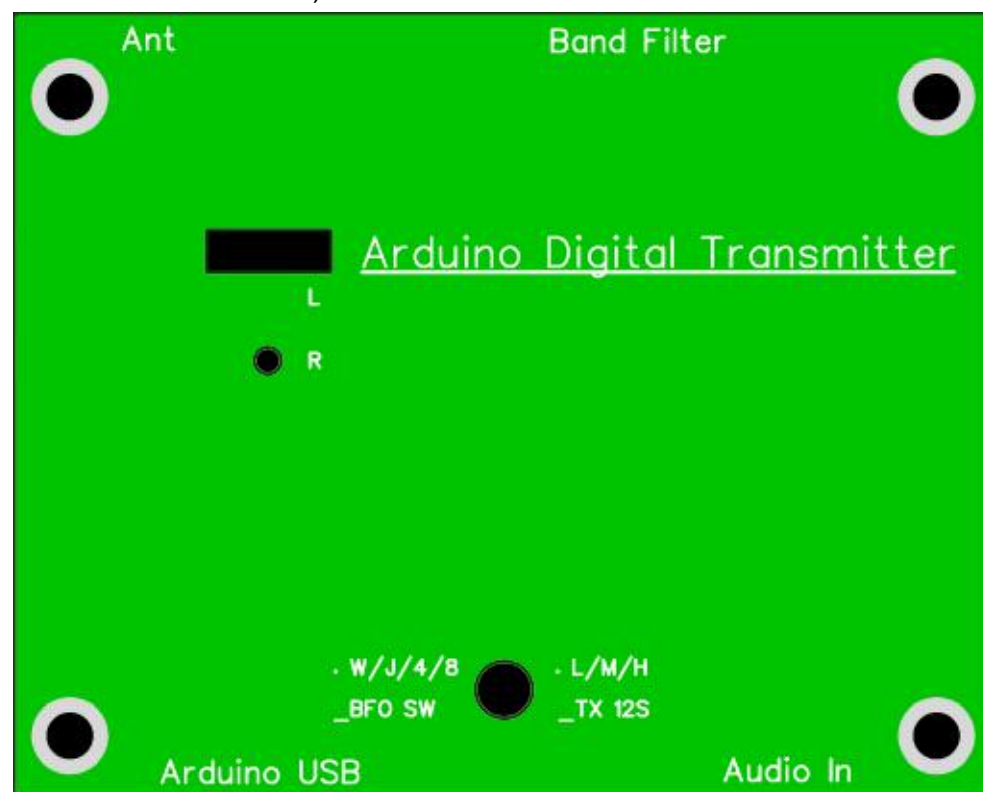 Ant
Band Filter
Arduino Digital Transmitter
L
R
. W/J/4/8
. L/M/H
_BFO SW
_TX 12S
Arduino USB
Audio In